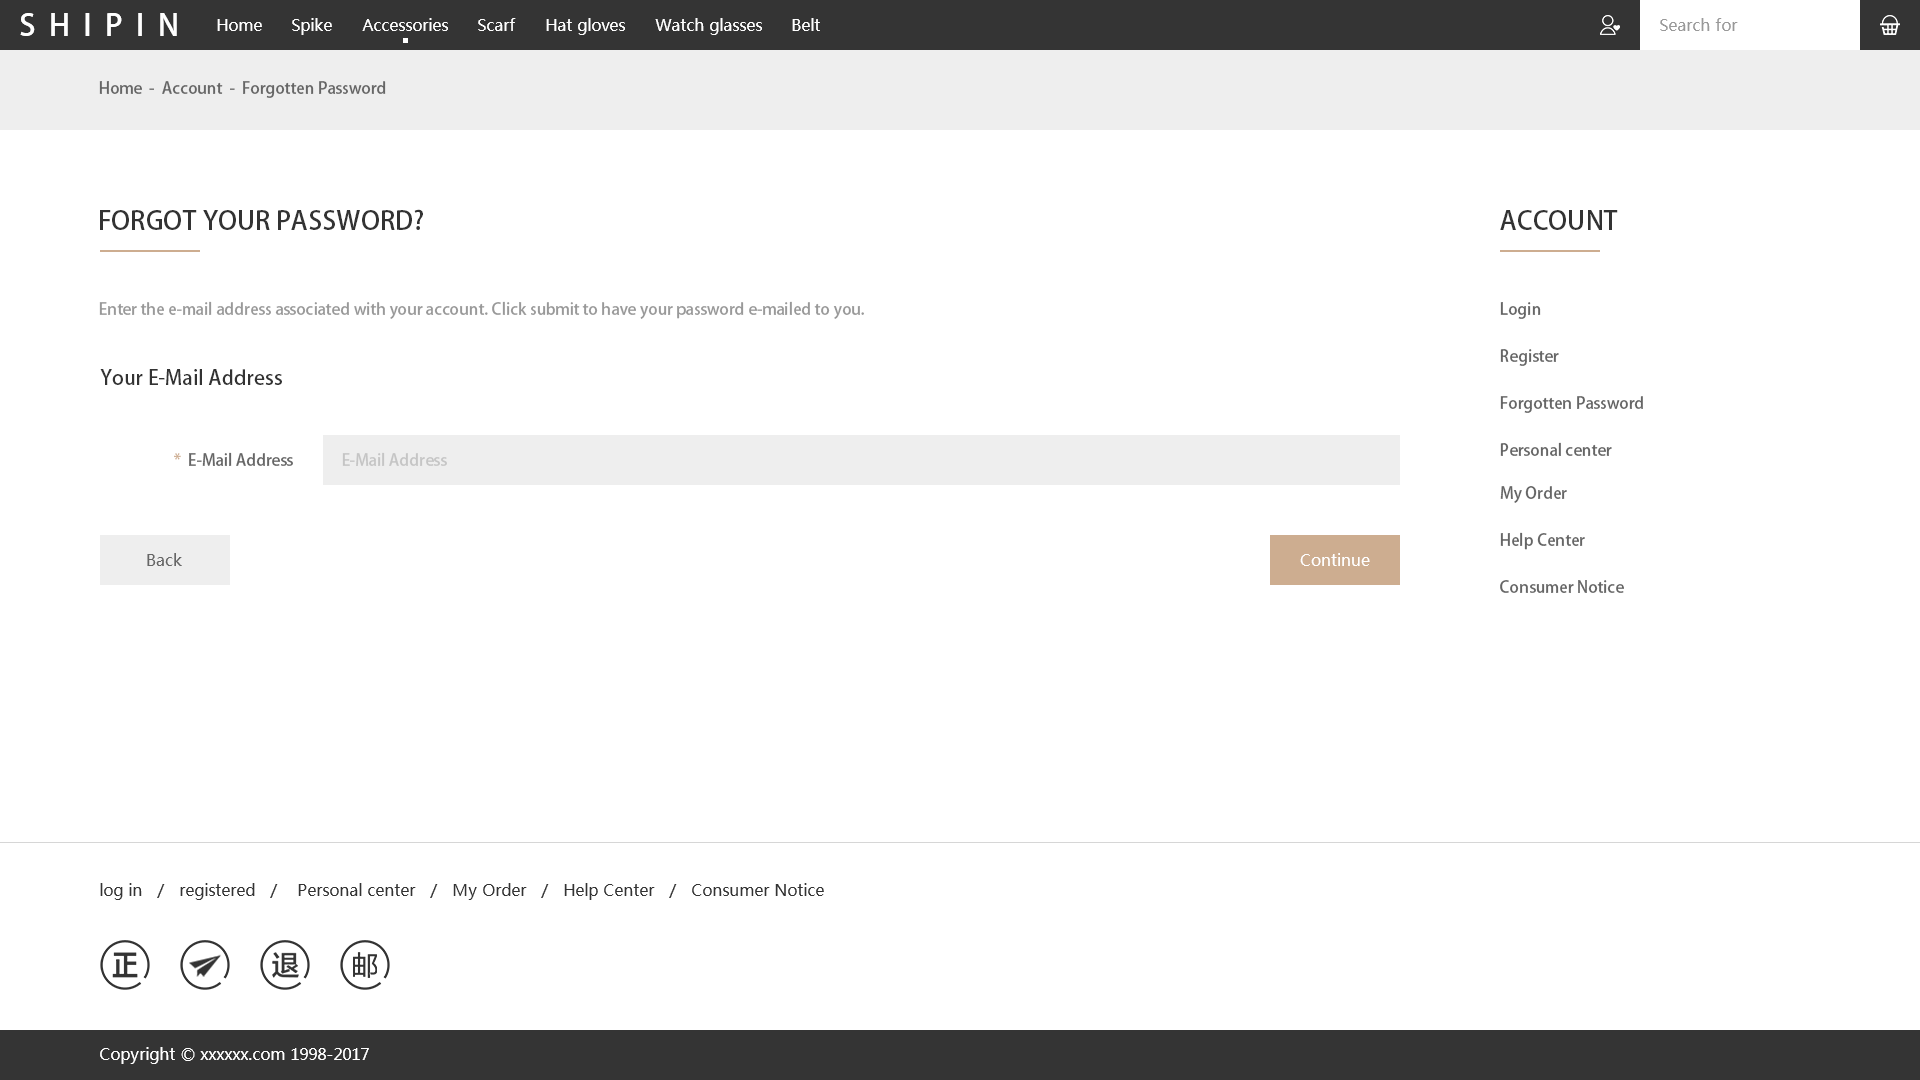 SHIPIN Home Spike Accessories Scarf Hat gloves Watch glasses Belt Search for
Home - Account - Forgotten Password
FORGOT YOUR PASSWORD?
Enter the e-mail address associated with your account. Click submit to have your password e-mailed to you.
Your E-Mail Address
* E-Mail Address E-Mail Address
Back Continue
ACCOUNT
Login
Register
Forgotten Password
Personal center
My Order
Help Center
Consumer Notice
log in / registered / Personal center / My Order / Help Center / Consumer Notice
正 退 邮
Copyright © xxxxxx.com 1998-2017